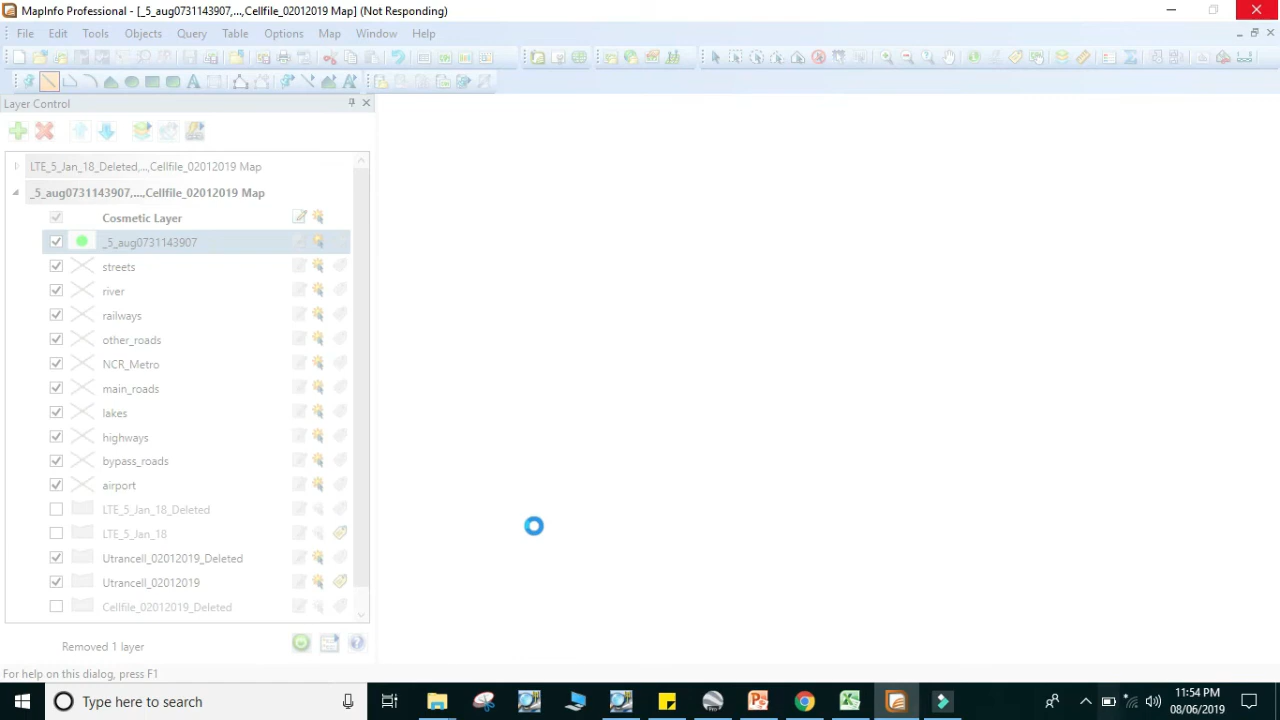 MapInfo Professional - [_5_aug0731143907,...,Cellfile_02012019 Map] (Not Responding)
File Edit Tools Objects Query Table Options Map Window Help
Layer Control
LTE_5_Jan_18_Deleted,...,Cellfile_02012019 Map
_5_aug0731143907,...,Cellfile_02012019 Map
Cosmetic Layer
_5_aug0731143907
streets
river
railways
other_roads
NCR_Metro
main_roads
lakes
highways
bypass_roads
airport
LTE_5_Jan_18_Deleted
LTE_5_Jan_18
Utrancell_02012019_Deleted
Utrancell_02012019
Cellfile_02012019_Deleted
Removed 1 layer
For help on this dialog, press F1
Type here to search
11:54 PM
08/06/2019